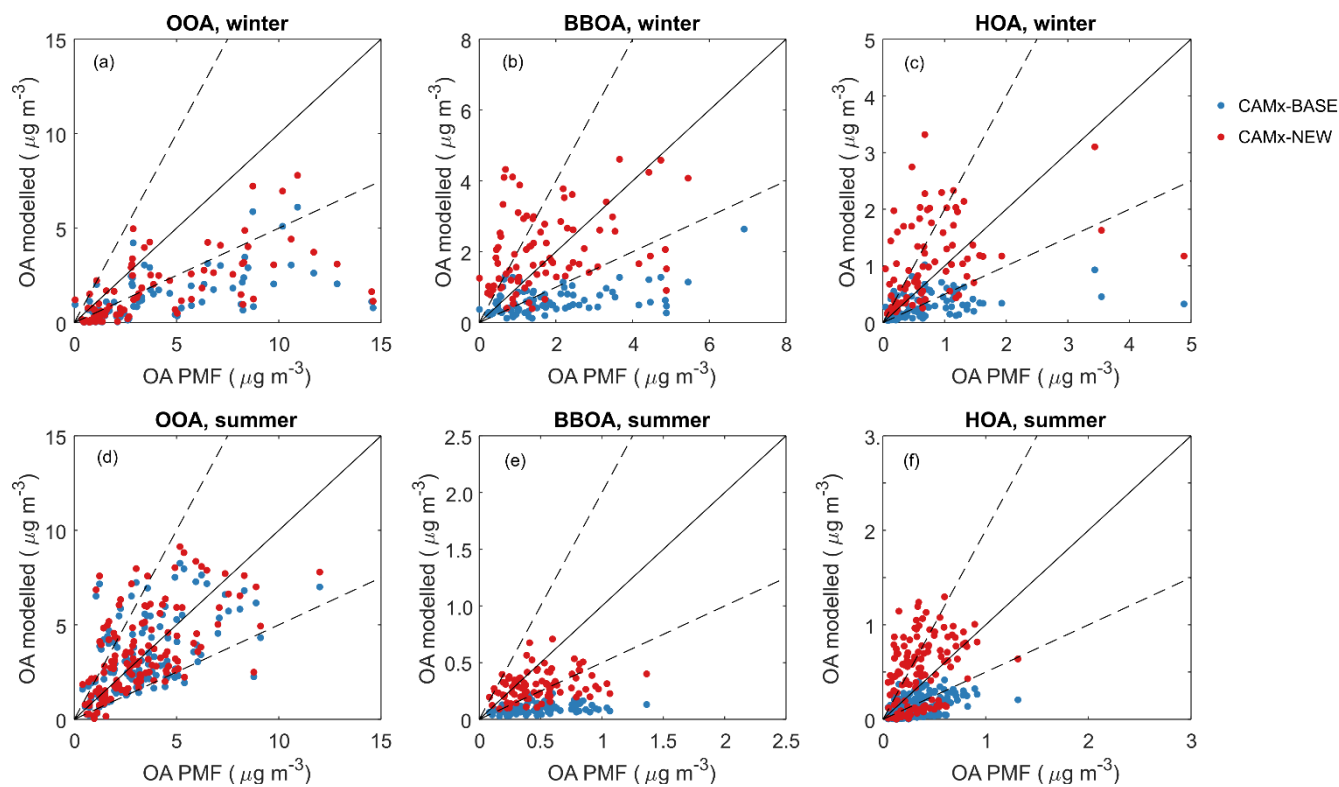 OOA, winter
BBOA, winter
HOA, winter
(a)
(b)
(c)
CAMx-BASE
CAMx-NEW
OA modelled ( μg m⁻³)
15
10
5
0
0 5 10 15
OA PMF ( μg m⁻³)
OA modelled ( μg m⁻³)
8
6
4
2
0
0 2 4 6 8
OA PMF ( μg m⁻³)
OA modelled ( μg m⁻³)
5
4
3
2
1
0
0 1 2 3 4 5
OA PMF ( μg m⁻³)
OOA, summer
BBOA, summer
HOA, summer
(d)
(e)
(f)
OA modelled ( μg m⁻³)
15
10
5
0
0 5 10 15
OA PMF ( μg m⁻³)
OA modelled ( μg m⁻³)
2.5
2.0
1.5
1.0
0.5
0
0 0.5 1 1.5 2 2.5
OA PMF ( μg m⁻³)
OA modelled ( μg m⁻³)
3.
2
1
0
0 1 2 3
OA PMF ( μg m⁻³)